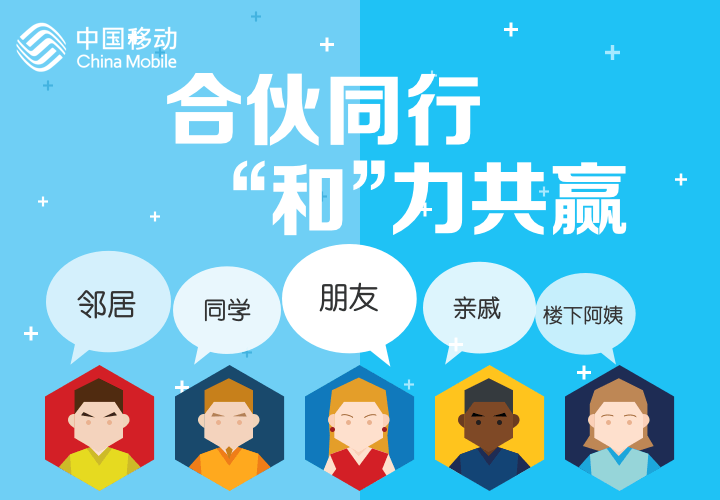 中国移动
China Mobile
合伙同行
“和”力共赢
邻居
同学
朋友
亲戚
楼下阿姨